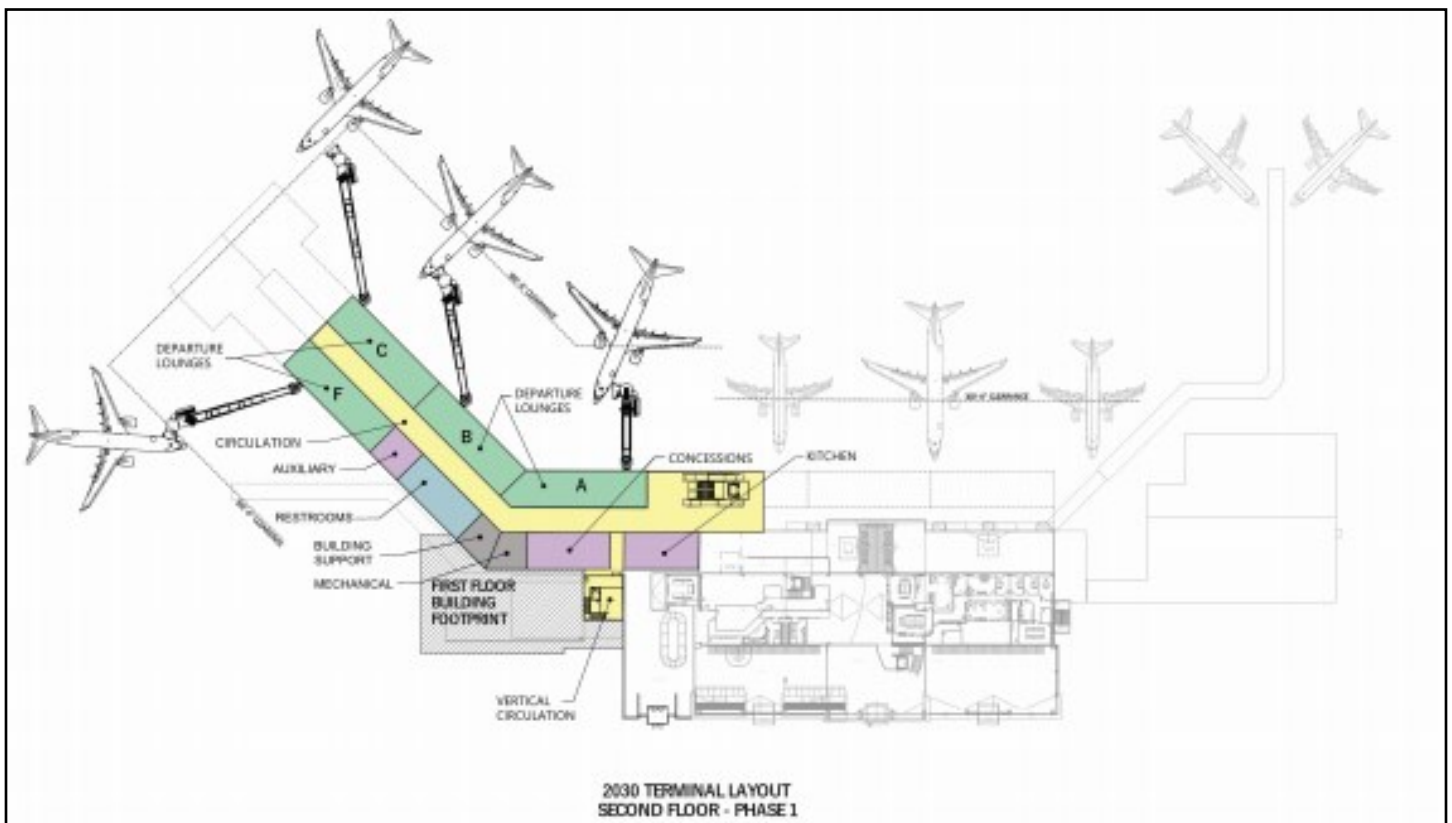 DEPARTURE
LOUNGES
C
F
DEPARTURE
LOUNGES
B
CIRCULATION
AUXILIARY
CONCESSIONS
KITCHEN
A
RESTROOMS
BUILDING
SUPPORT
MECHANICAL
FIRST FLOOR
BUILDING
FOOTPRINT
VERTICAL
CIRCULATION
2030 TERMINAL LAYOUT
SECOND FLOOR - PHASE 1